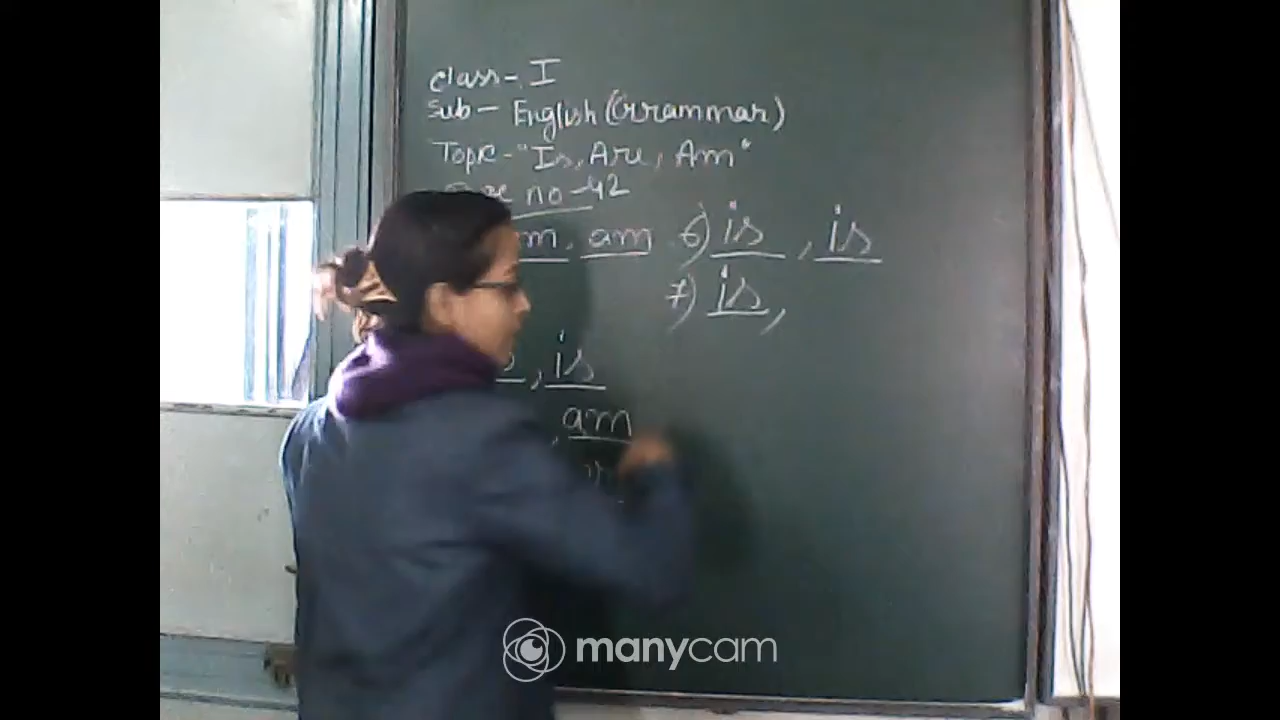 Class-I
Sub- English (Grammar)
Topic-"Is, Are, Am"
no-42
am
6) is, is
7) is,
, is
, am
manycam